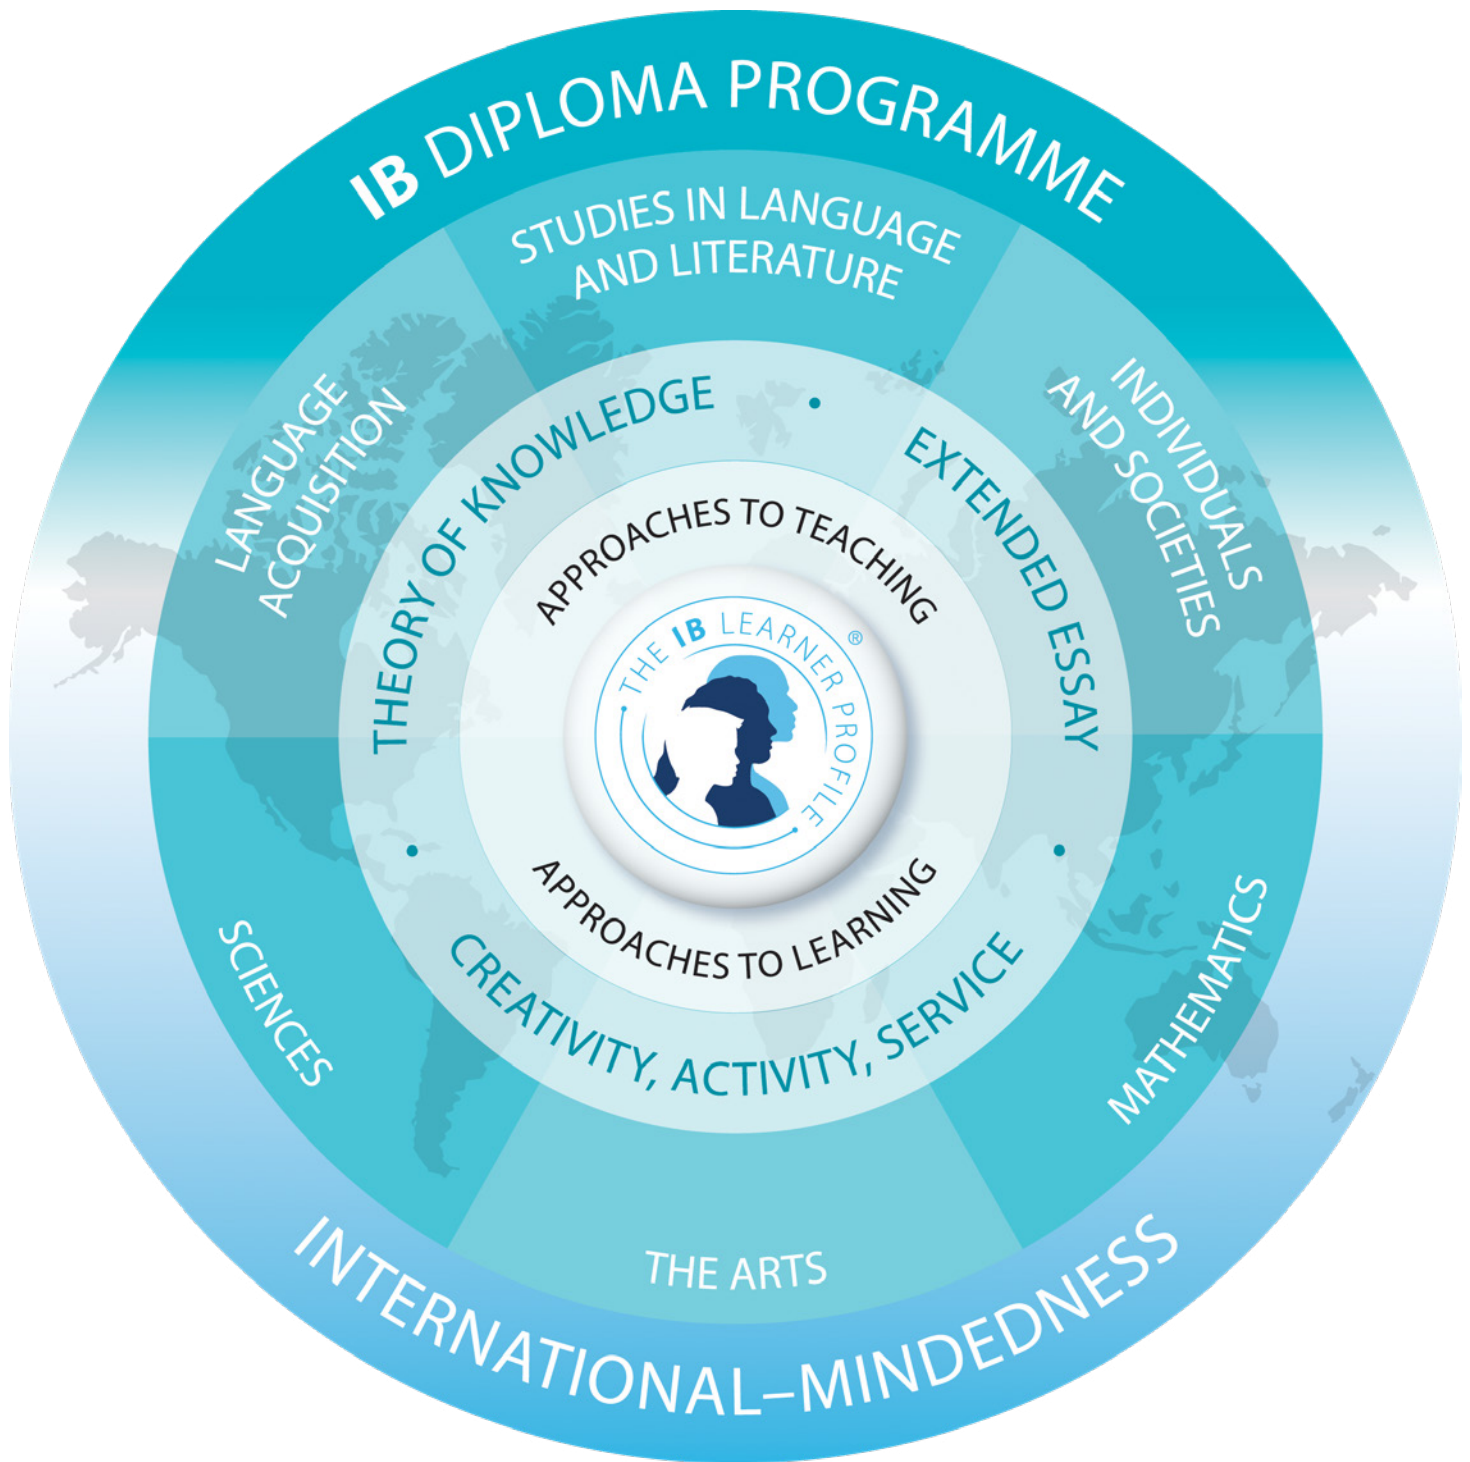 IB DIPLOMA PROGRAMME
STUDIES IN LANGUAGE
AND LITERATURE
LANGUAGE
ACQUISITION
INDIVIDUALS
AND SOCIETIES
THEORY OF KNOWLEDGE
•
EXTENDED ESSAY
APPROACHES TO TEACHING
THE IB LEARNER PROFILE
®
APPROACHES TO LEARNING
•
•
CREATIVITY, ACTIVITY, SERVICE
SCIENCES
MATHEMATICS
THE ARTS
INTERNATIONAL–MINDEDNESS